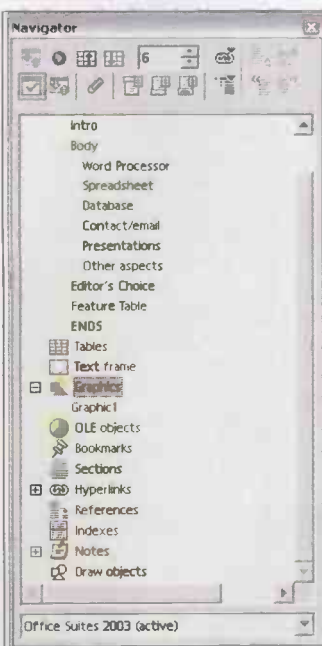 Navigator
6
Intro
Body
Word Processor
Spreadsheet
Database
Contact/email
Presentations
Other aspects
Editor's Choice
Feature Table
ENDS
Tables
Text frame
Graphics
Graphic1
OLE objects
Bookmarks
Sections
Hyperlinks
References
Indexes
Notes
Draw objects
Office Suites 2003 (active)